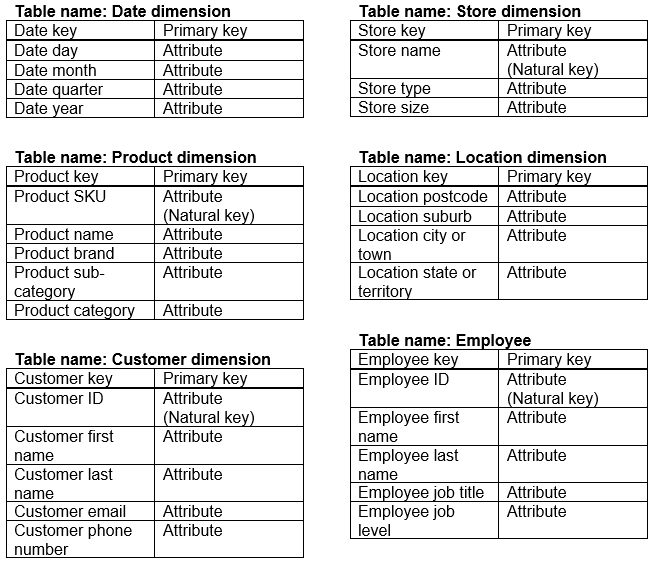 Table name: Date dimension
Date key Primary key
Date day Attribute
Date month Attribute
Date quarter Attribute
Date year Attribute
Table name: Store dimension
Store key Primary key
Store name Attribute
(Natural key)
Store type Attribute
Store size Attribute
Table name: Product dimension
Product key Primary key
Product SKU Attribute
(Natural key)
Product name Attribute
Product brand Attribute
Product sub- Attribute
category
Product category Attribute
Table name: Location dimension
Location key Primary key
Location postcode Attribute
Location suburb Attribute
Location city or Attribute
town
Location state or Attribute
territory
Table name: Customer dimension
Customer key Primary key
Customer ID Attribute
(Natural key)
Customer first Attribute
name
Customer last Attribute
name
Customer email Attribute
Customer phone Attribute
number
Table name: Employee
Employee key Primary key
Employee ID Attribute
(Natural key)
Employee first Attribute
name
Employee last Attribute
name
Employee job title Attribute
Employee job Attribute
level